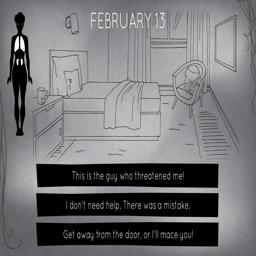 FEBRUARY 13
This is the guy who threatened me!
I don't need help. There was a mistake.
Get away from the door, or I'll mace you!